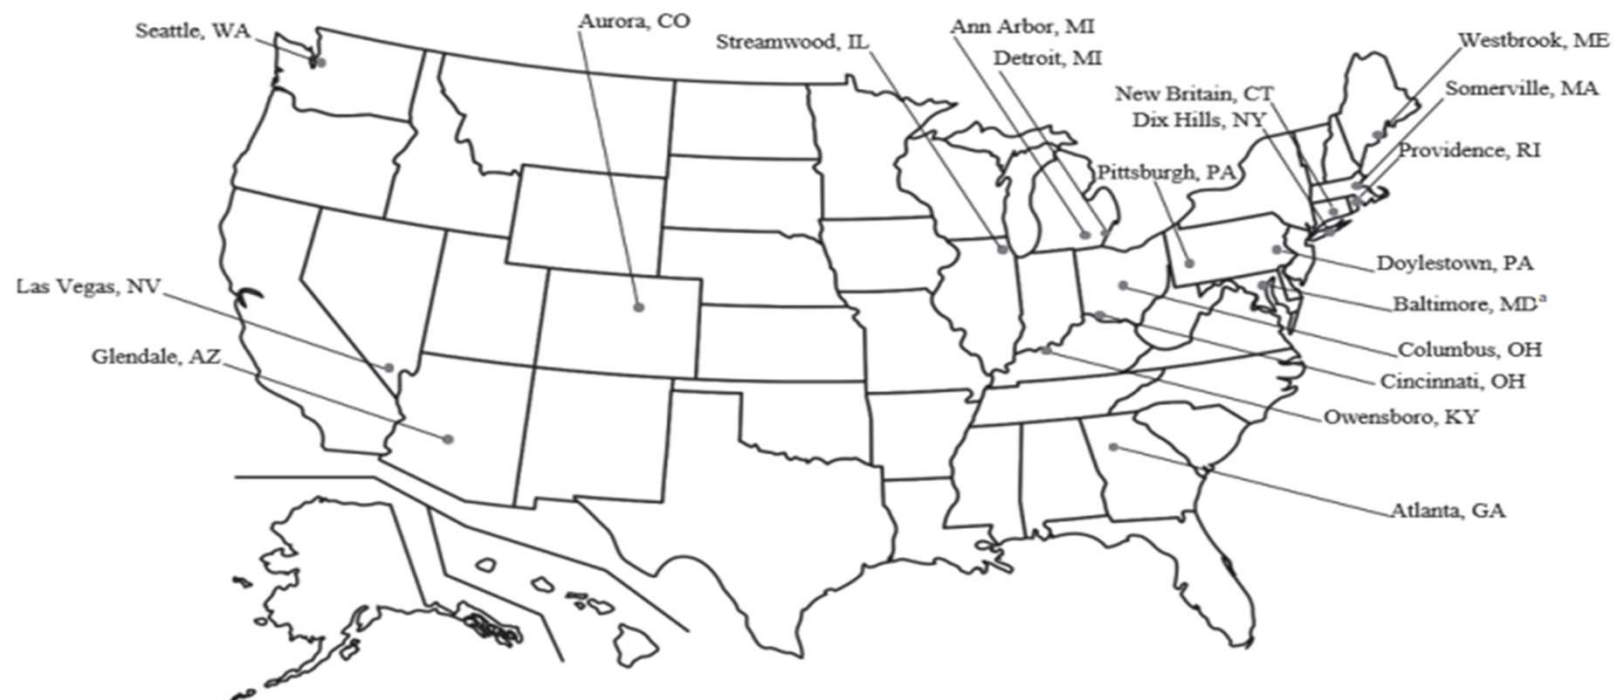 Seattle, WA
Aurora, CO
Streamwood, IL
Ann Arbor, MI
Detroit, MI
Westbrook, ME
Somerville, MA
New Britain, CT
Dix Hills, NY
Providence, RI
Pittsburgh, PA
Doylestown, PA
Las Vegas, NV
Baltimore, MDª
Glendale, AZ
Columbus, OH
Cincinnati, OH
Owensboro, KY
Atlanta, GA